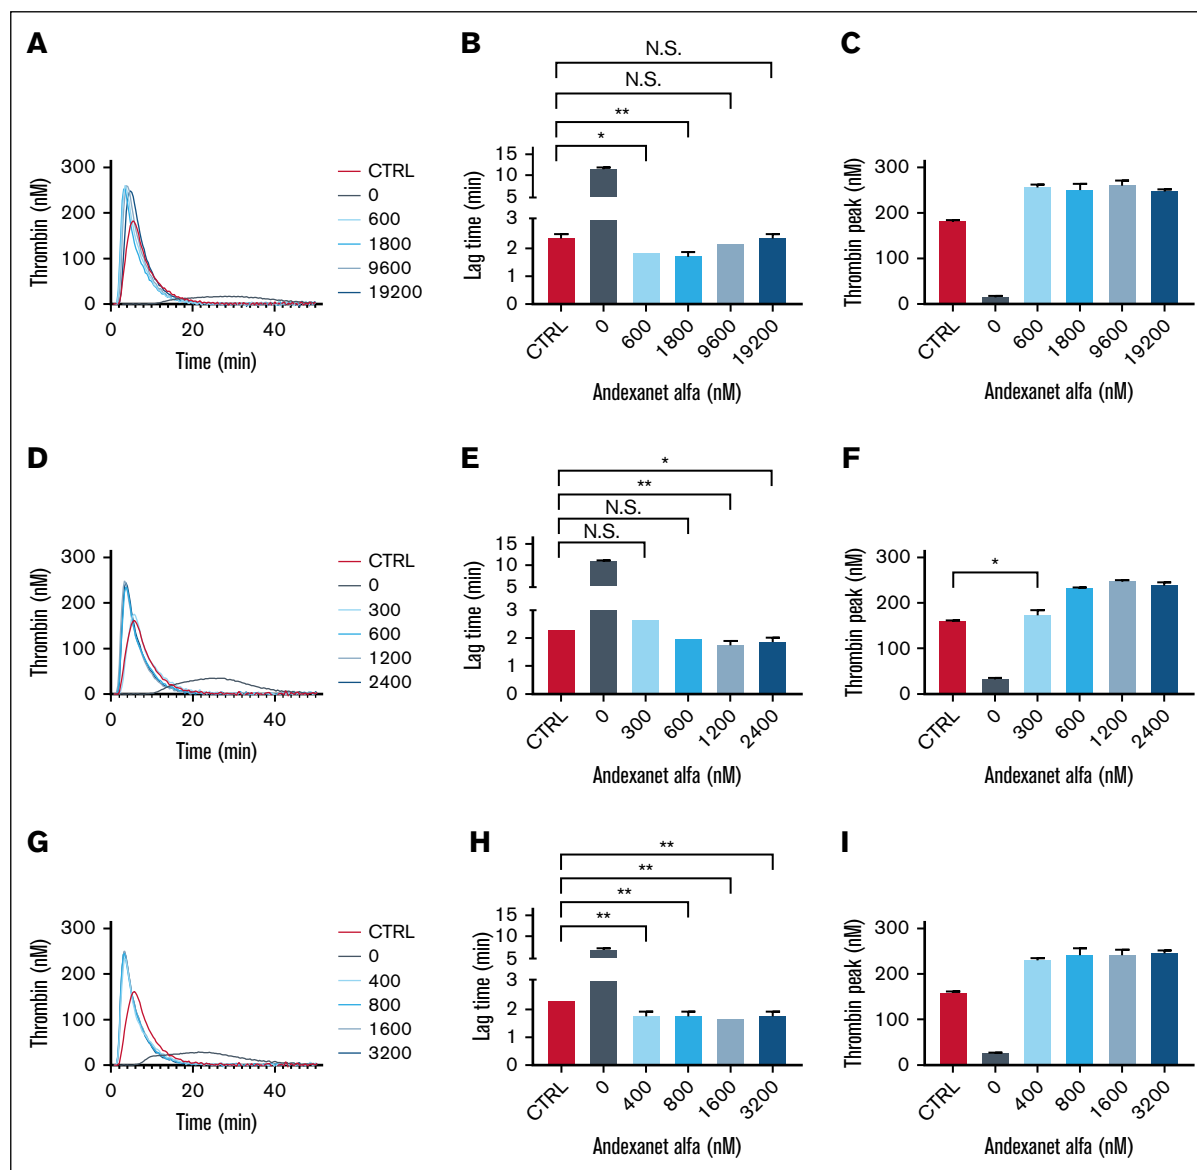 A
Thrombin (nM)
300
200
100
0
0 20 40
Time (min)
CTRL
0
600
1800
9600
19200
B
N.S.
N.S.
**
*
Lag time (min)
15
10
5
3
2
1
0
CTRL 0 600 1800 9600 19200
Andexanet alfa (nM)
C
Thrombin peak (nM)
300
200
100
0
CTRL 0 600 1800 9600 19200
Andexanet alfa (nM)
D
Thrombin (nM)
300
200
100
0
0 20 40
Time (min)
CTRL
0
300
600
1200
2400
E
*
**
N.S.
N.S.
Lag time (min)
15
10
5
3
2
1
0
CTRL 0 300 600 1200 2400
Andexanet alfa (nM)
F
*
Thrombin peak (nM)
300
200
100
0
CTRL 0 300 600 1200 2400
Andexanet alfa (nM)
G
Thrombin (nM)
300
200
100
0
0 20 40
Time (min)
CTRL
0
400
800
1600
3200
H
**
**
**
**
Lag time (min)
15
10
5
3
2
1
0
CTRL 0 400 800 1600 3200
Andexanet alfa (nM)
I
Thrombin peak (nM)
300
200
100
0
CTRL 0 400 800 1600 3200
Andexanet alfa (nM)